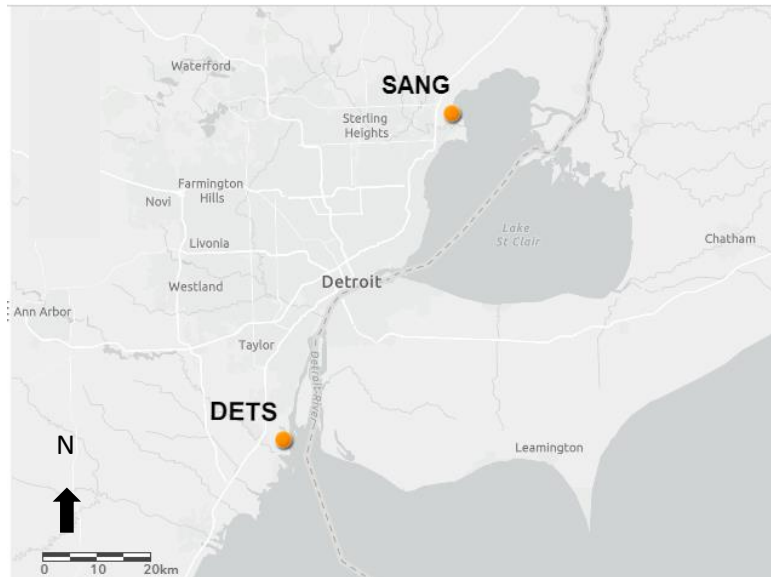 Waterford
SANG
Sterling
Heights
Farmington
Hills
Novi
Lake
St Clair
Livonia
Chatham
Westland
Detroit
Ann Arbor
Taylor
Detroit River
DETS
N
Leamington
0 10 20km